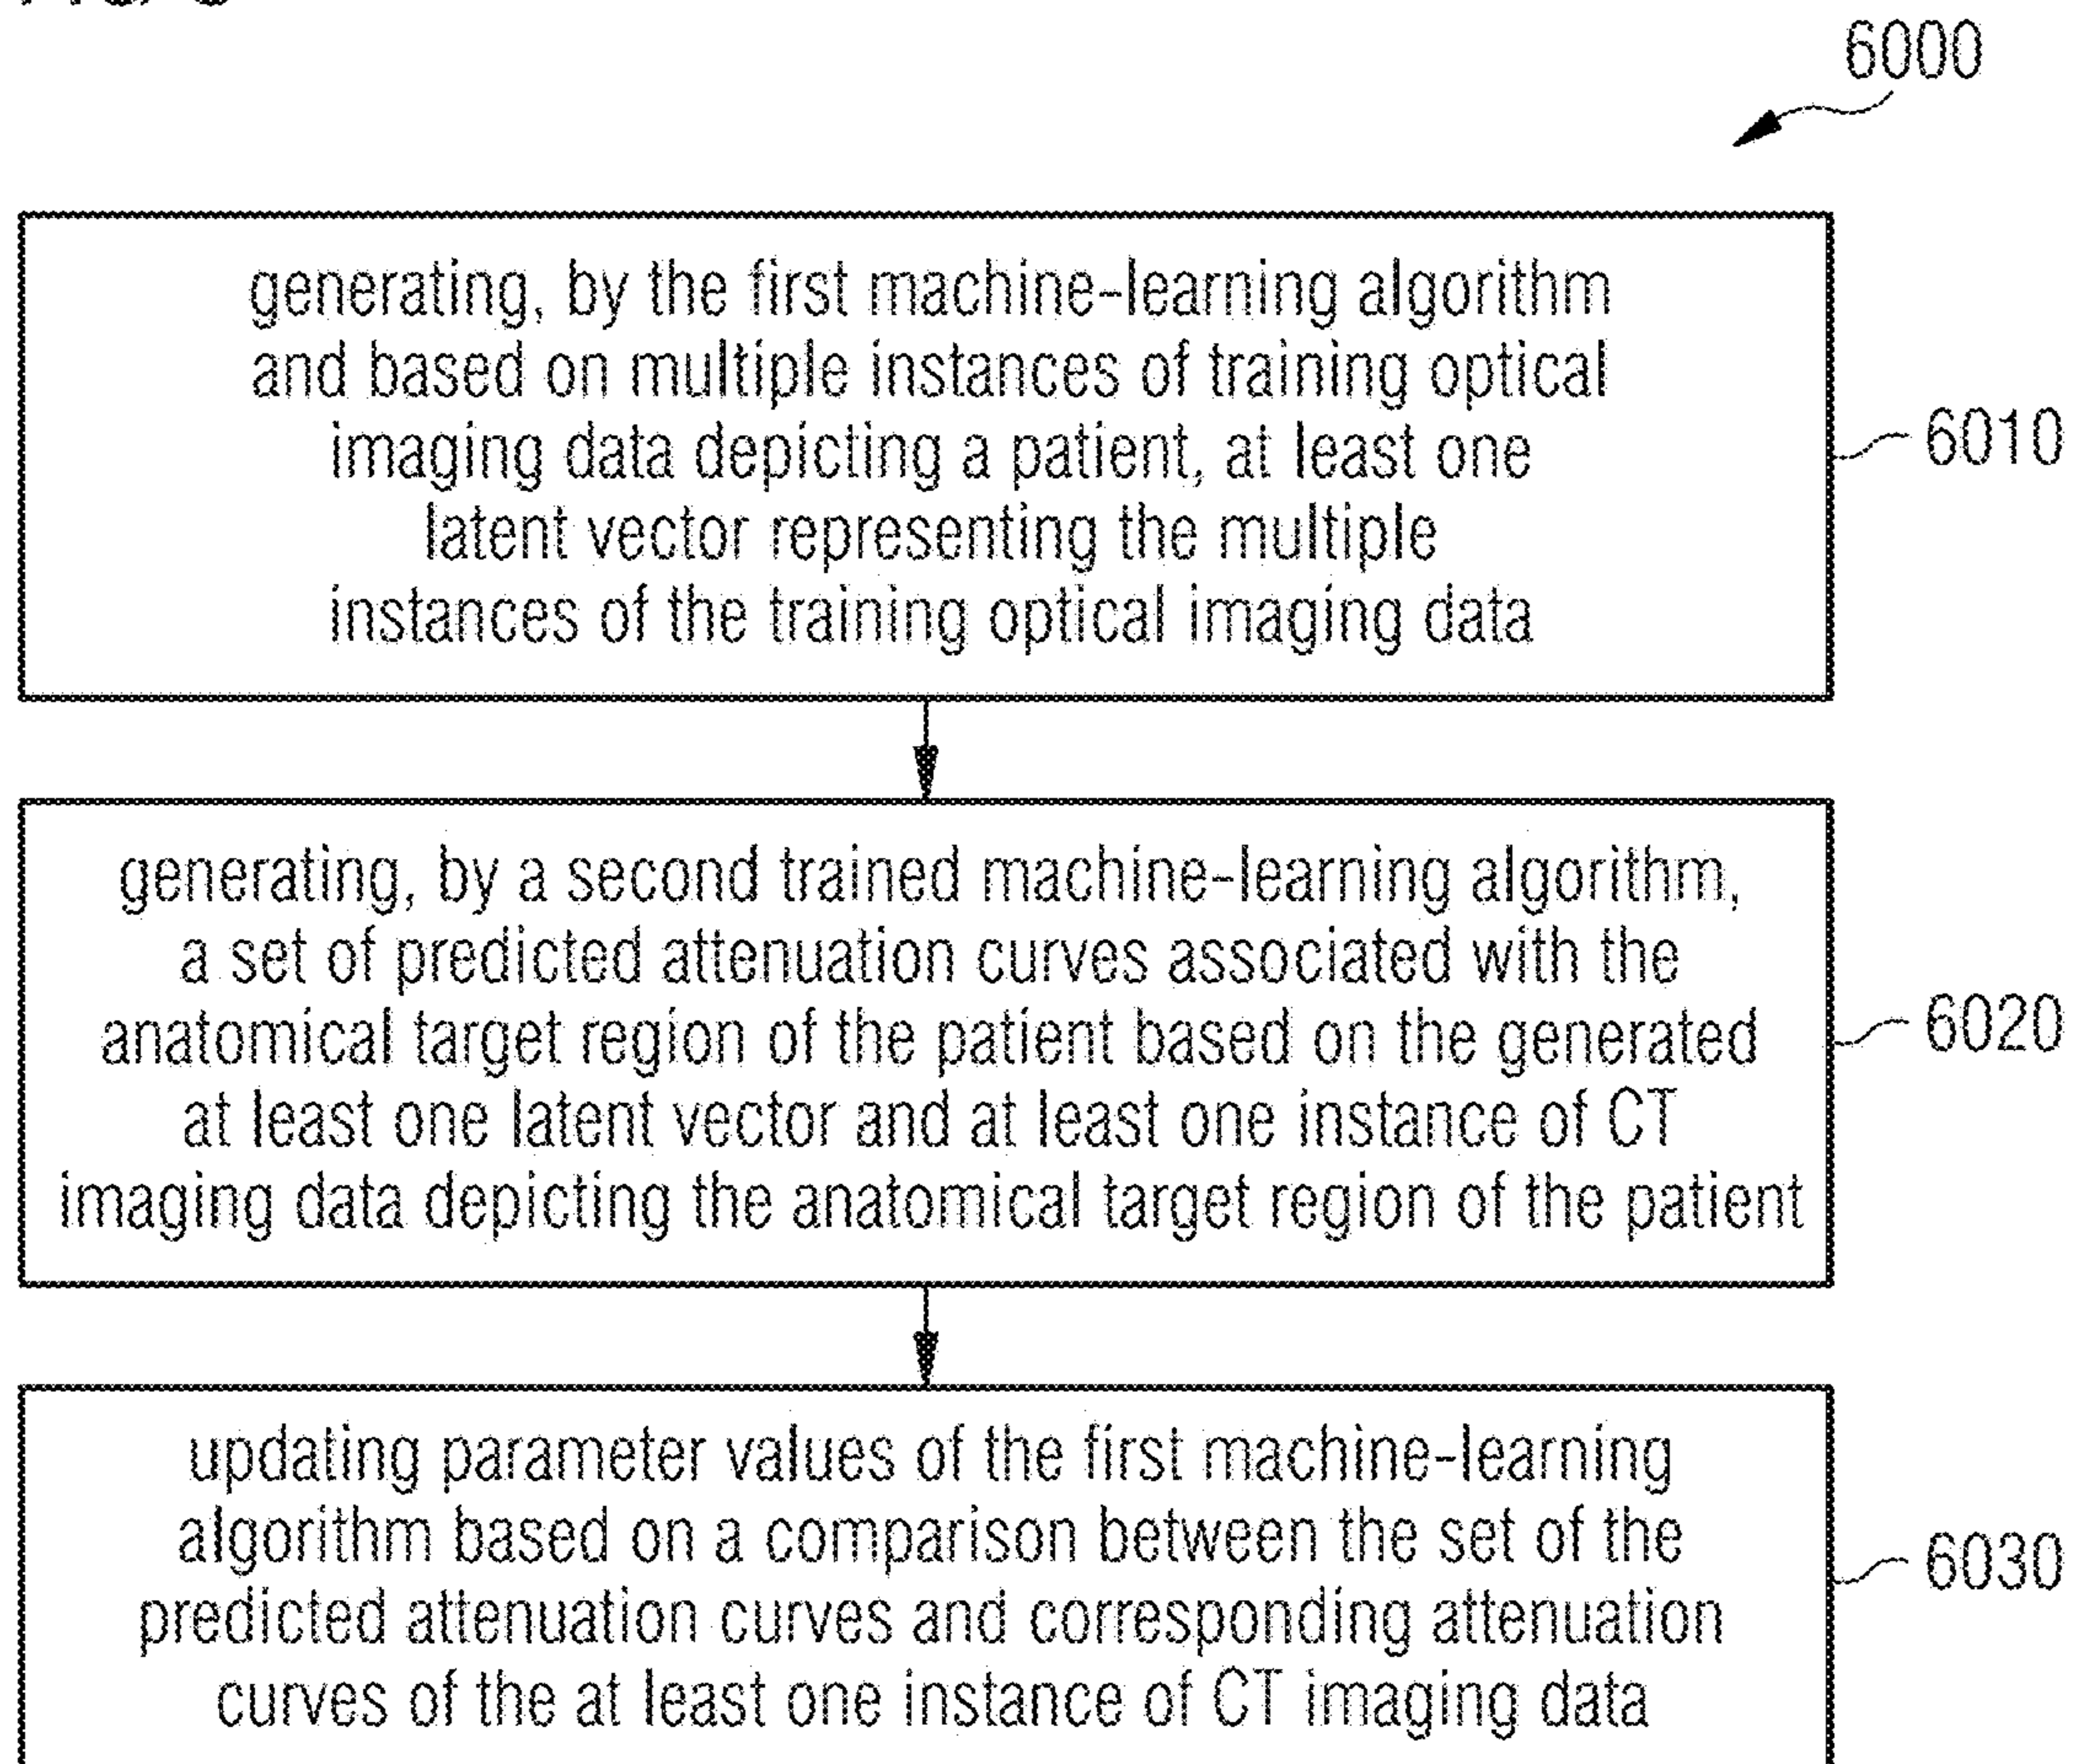 6000
generating, by the first machine-learning algorithm
and based on multiple instances of training optical
imaging data depicting a patient, at least one
latent vector representing the multiple
instances of the training optical imaging data
6010
generating, by a second trained machine-learning algorithm,
a set of predicted attenuation curves associated with the
anatomical target region of the patient based on the generated
at least one latent vector and at least one instance of CT
imaging data depicting the anatomical target region of the patient
6020
updating parameter values of the first machine-learning
algorithm based on a comparison between the set of the
predicted attenuation curves and corresponding attenuation
curves of the at least one instance of CT imaging data
6030